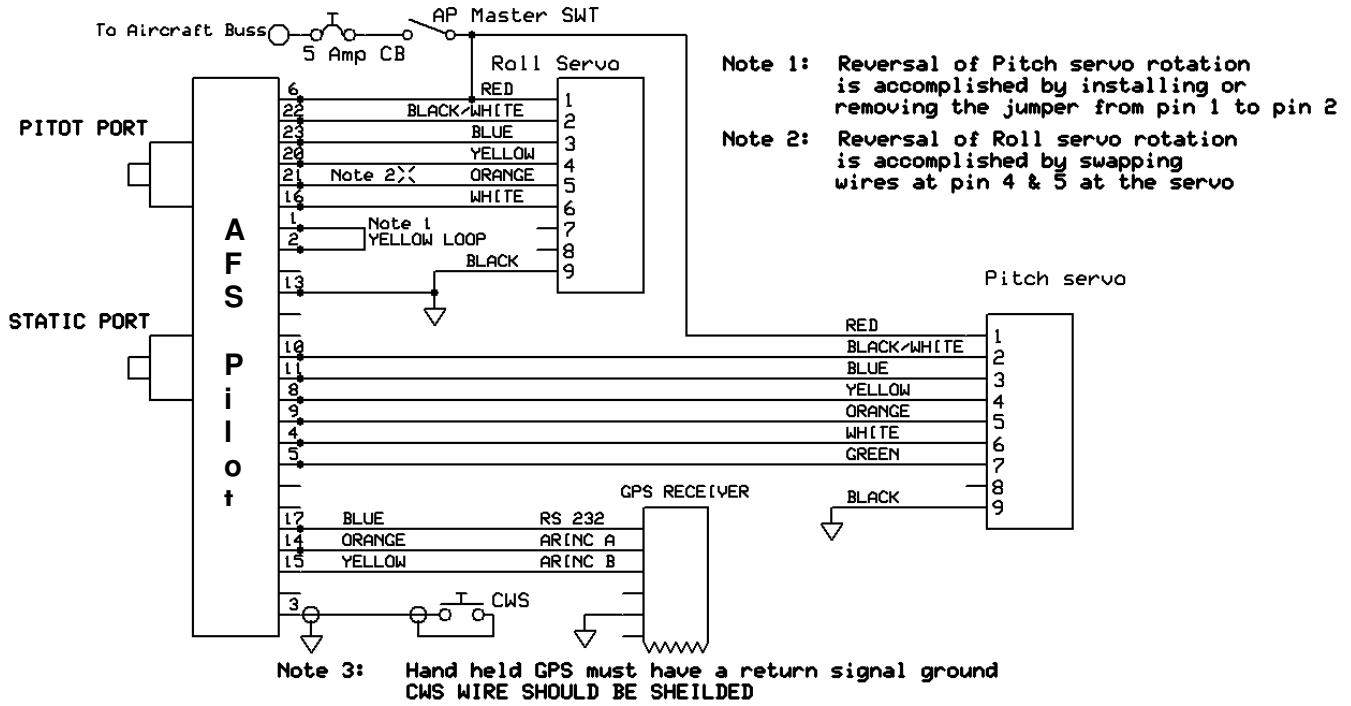 To Aircraft Buss
5 Amp CB
AP Master SWT
Roll Servo
Note 1: Reversal of Pitch servo rotation
is accomplished by installing or
removing the jumper from pin 1 to pin 2
Note 2: Reversal of Roll servo rotation
is accomplished by swapping
wires at pin 4 & 5 at the servo
PITOT PORT
STATIC PORT
AFS Pilot
6 RED 1
22 BLACK/WHITE 2
23 BLUE 3
20 YELLOW 4
21 Note 2 ORANGE 5
16 WHITE 6
1 Note 1 7
2 YELLOW LOOP 8
BLACK 9
13
Pitch servo
RED 1
10 BLACK/WHITE 2
11 BLUE 3
8 YELLOW 4
9 ORANGE 5
4 WHITE 6
5 GREEN 7
8
BLACK 9
GPS RECEIVER
17 BLUE RS 232
14 ORANGE ARINC A
15 YELLOW ARINC B
3 CWS
Note 3: Hand held GPS must have a return signal ground
CWS WIRE SHOULD BE SHEILDED